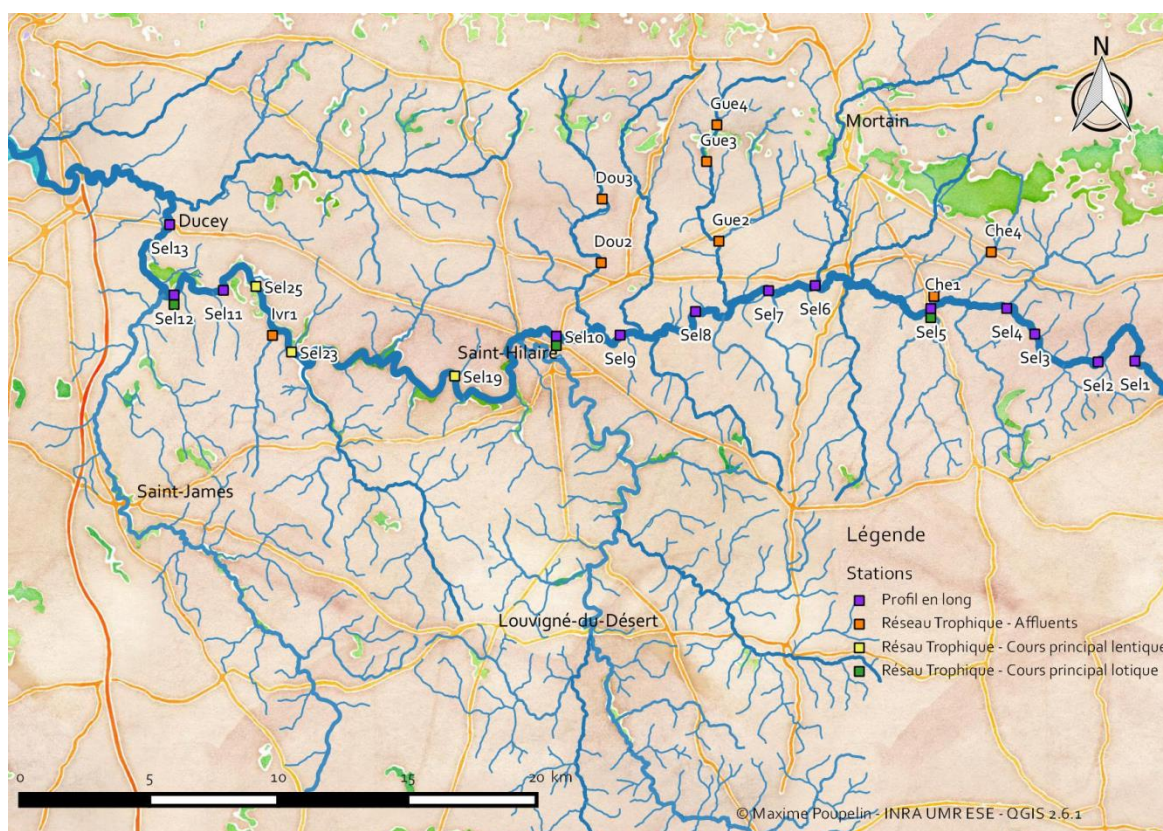 N
Gue4
Mortain
Gue3
Dou3
Ducey
Gue2
Che4
Sel13
Dou2
Sel25
Sel7
Sel6
Che1
Sel12
Sel11
Ivr1
Sel8
Sel5
Sel4
Sel10
Sel9
Sel23
Saint-Hilaire
Sel3
Sel19
Sel2
Sel1
Saint-James
Légende
Stations
Profil en long
Réseau Trophique - Affluents
Louvigné-du-Désert
Résau Trophique - Cours principal lentique
Résau Trophique - Cours principal lotique
0 5 10 15 20 km
© Maxime Poupelin - INRA UMR ESE - QGIS 2.6.1